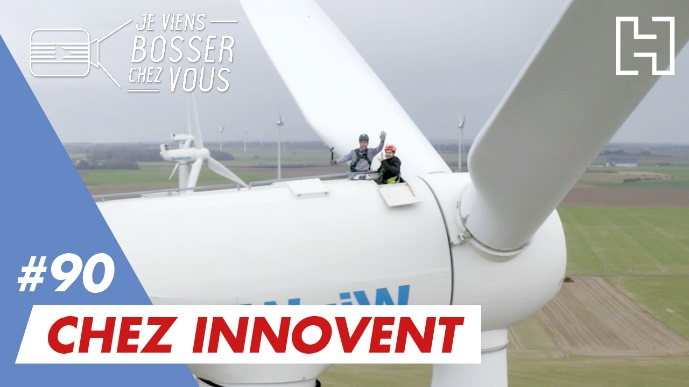 JE VIENS
BOSSER
CHEZ VOUS
#90
CHEZ INNOVENT